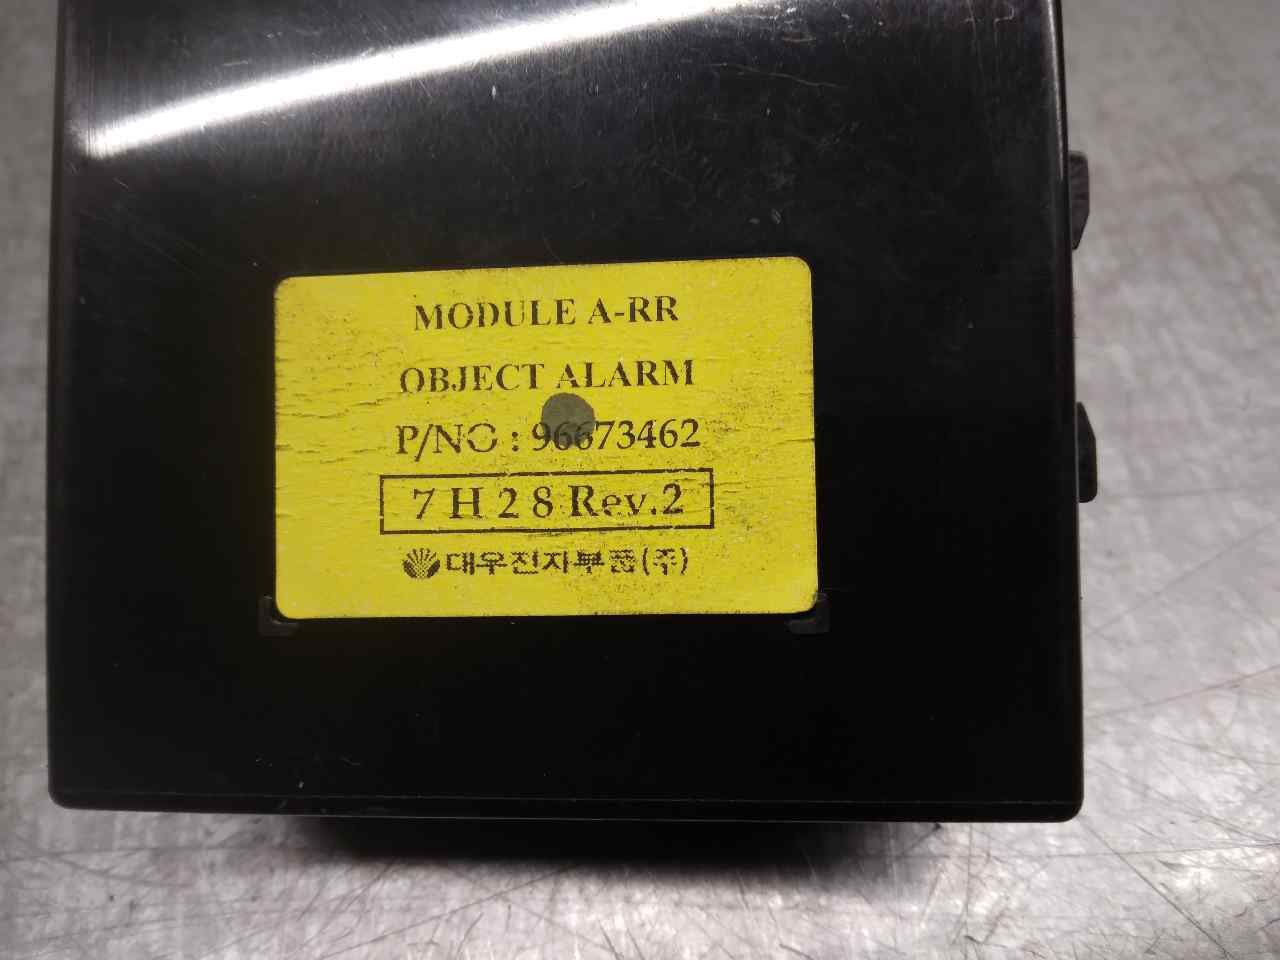 MODULE A-RR
OBJECT ALARM
P/NO : 96673462
7 H 2 8 Rev.2
대우전자부품(주)